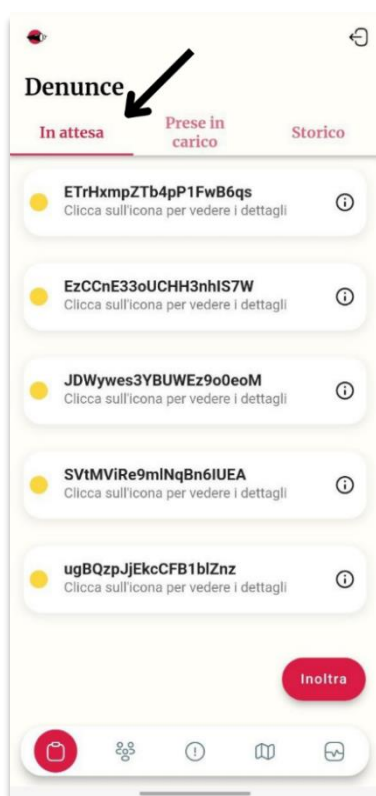 Denunce
In attesa
Prese in
carico
Storico
ETrHxmpZTb4pP1FwB6qs
Clicca sull'icona per vedere i dettagli
EzCCnE33oUCHH3nhIS7W
Clicca sull'icona per vedere i dettagli
JDWywes3YBUWEz9o0eoM
Clicca sull'icona per vedere i dettagli
SVtMViRe9mlNqBn6IUEA
Clicca sull'icona per vedere i dettagli
ugBQzpJjEkcCFB1blZnz
Clicca sull'icona per vedere i dettagli
Inoltra